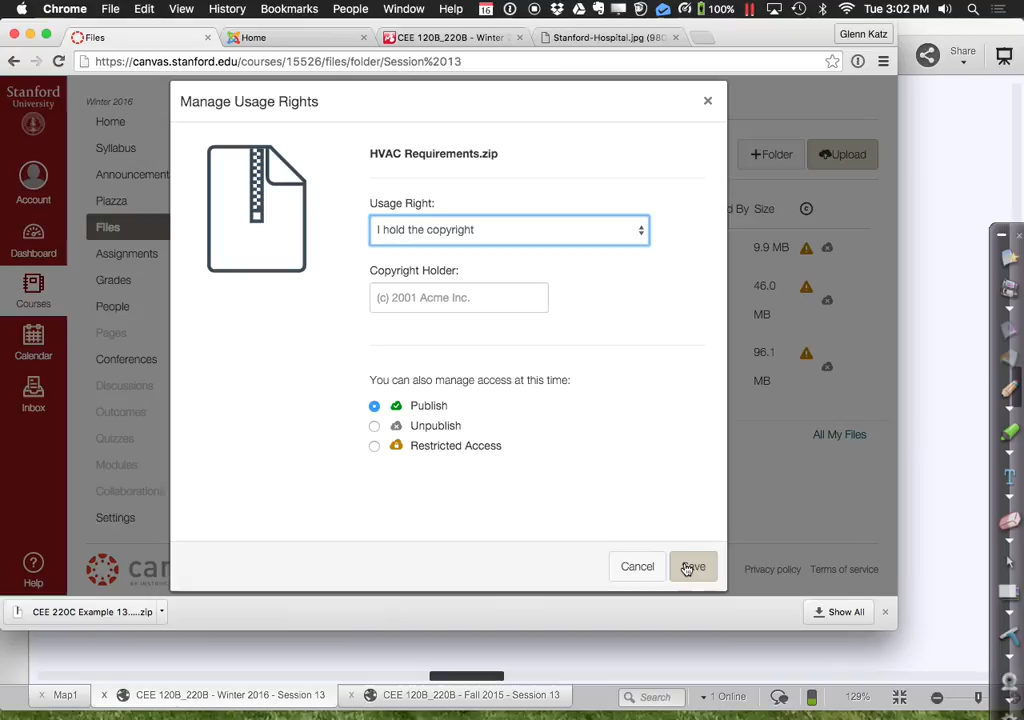 Chrome File Edit View History Bookmarks People Window Help 16 100% Tue 3:02 PM
Files Home CEE 120B_220B - Winter Stanford-Hospital.jpg (980 Glenn Katz
https://canvas.stanford.edu/courses/15526/files/folder/Session%2013 Share
Stanford
University
Account
Dashboard
Courses
Calendar
Inbox
Help
Winter 2016
Home
Syllabus
Announcement
Piazza
Files
Assignments
Grades
People
Pages
Conferences
Discussions
Outcomes
Quizzes
Modules
Collaborations
Settings
Manage Usage Rights
HVAC Requirements.zip
Usage Right:
I hold the copyright
Copyright Holder:
(c) 2001 Acme Inc.
You can also manage access at this time:
Publish
Unpublish
Restricted Access
Cancel Save
+Folder Upload
d By Size
9.9 MB
46.0
MB
96.1
MB
All My Files
Privacy policy Terms of service
CEE 220C Example 13.....zip Show All
Map1 CEE 120B_220B - Winter 2016 - Session 13 CEE 120B_220B - Fall 2015 - Session 13 Search 1 Online 129%